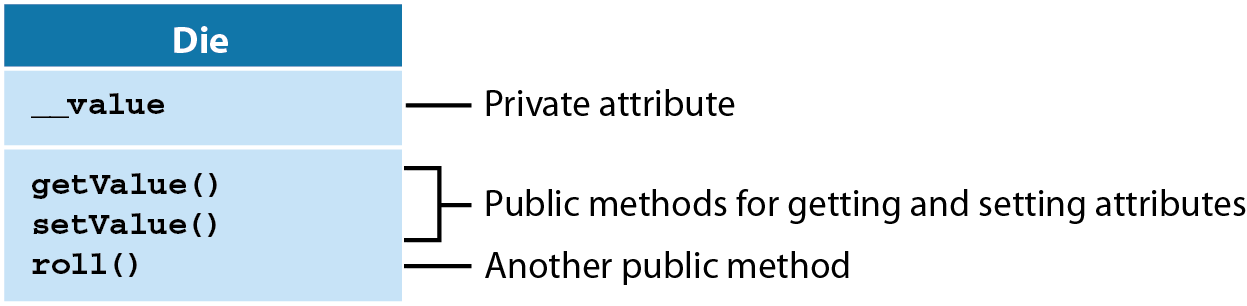 Die
__value
Private attribute
getValue()
setValue()
Public methods for getting and setting attributes
roll()
Another public method